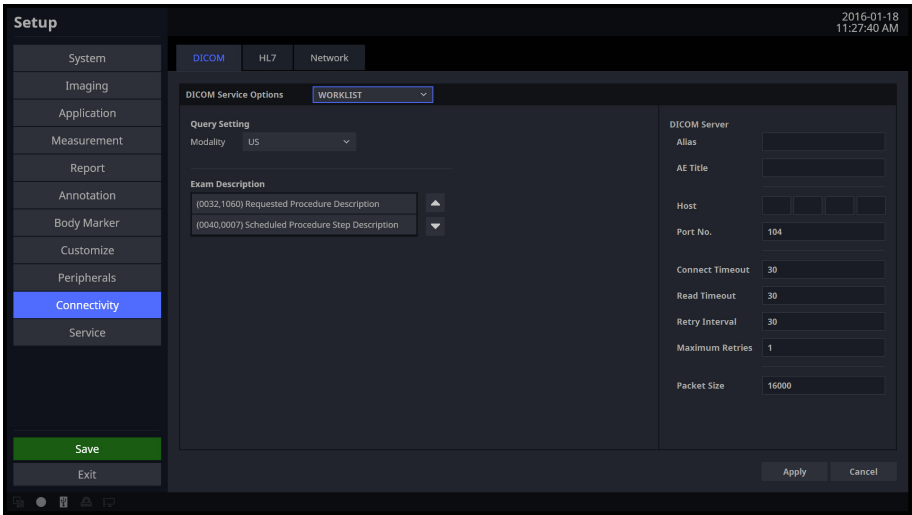 Setup
2016-01-18
11:27:40 AM
System
Imaging
Application
Measurement
Report
Annotation
Body Marker
Customize
Peripherals
Connectivity
Service
Save
Exit
DICOM HL7 Network
DICOM Service Options WORKLIST
Query Setting
Modality US
Exam Description
(0032,1060) Requested Procedure Description
(0040,0007) Scheduled Procedure Step Description
DICOM Server
Alias
AE Title
Host
Port No. 104
Connect Timeout 30
Read Timeout 30
Retry Interval 30
Maximum Retries 1
Packet Size 16000
Apply Cancel